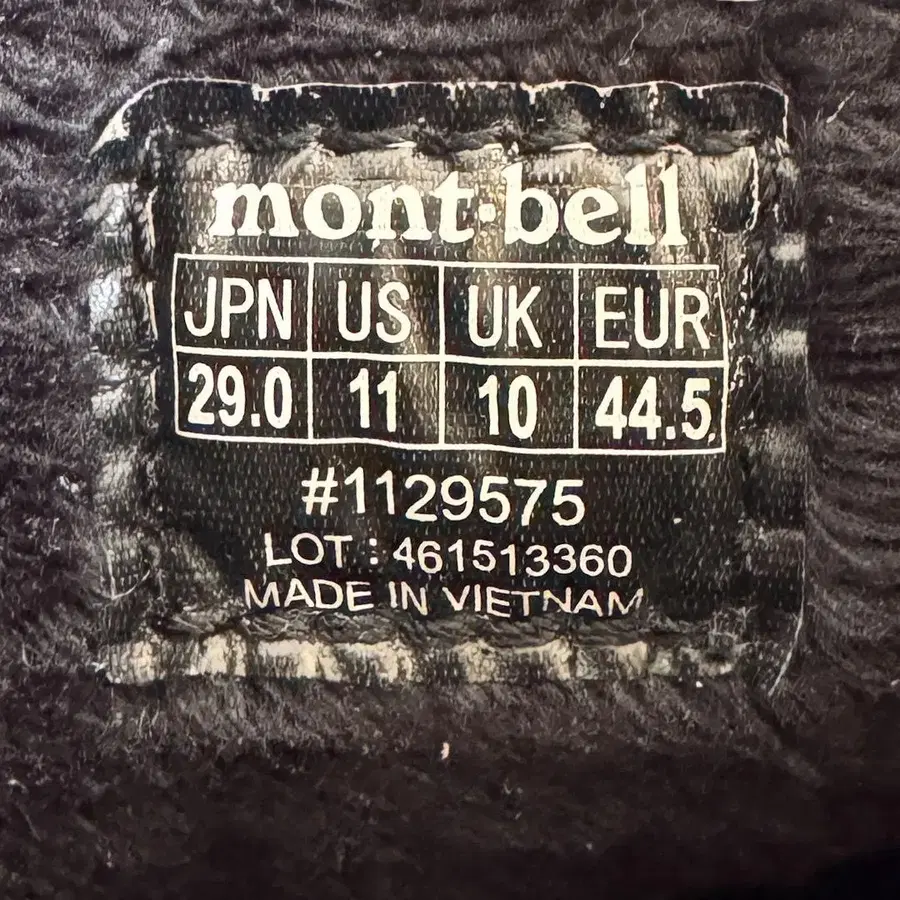 mont-bell
JPN US UK EUR
29.0 11 10 44.5
#1129575
LOT : 461513360
MADE IN VIETNAM